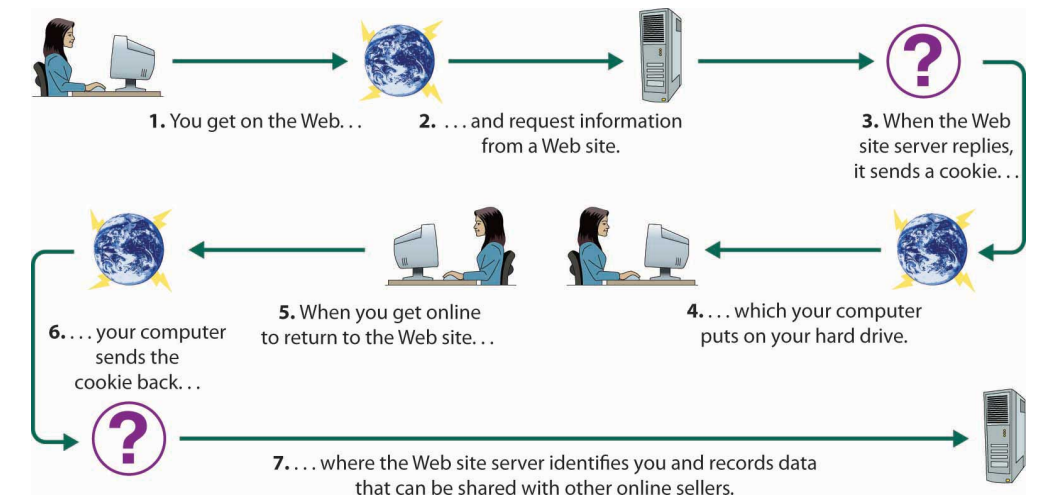 ?
1. You get on the Web. . .
2. . . . and request information
from a Web site.
3. When the Web
site server replies,
it sends a cookie. . .
4. . . . which your computer
puts on your hard drive.
5. When you get online
to return to the Web site. . .
6. . . . your computer
sends the
cookie back. . .
?
7. . . . where the Web site server identifies you and records data
that can be shared with other online sellers.